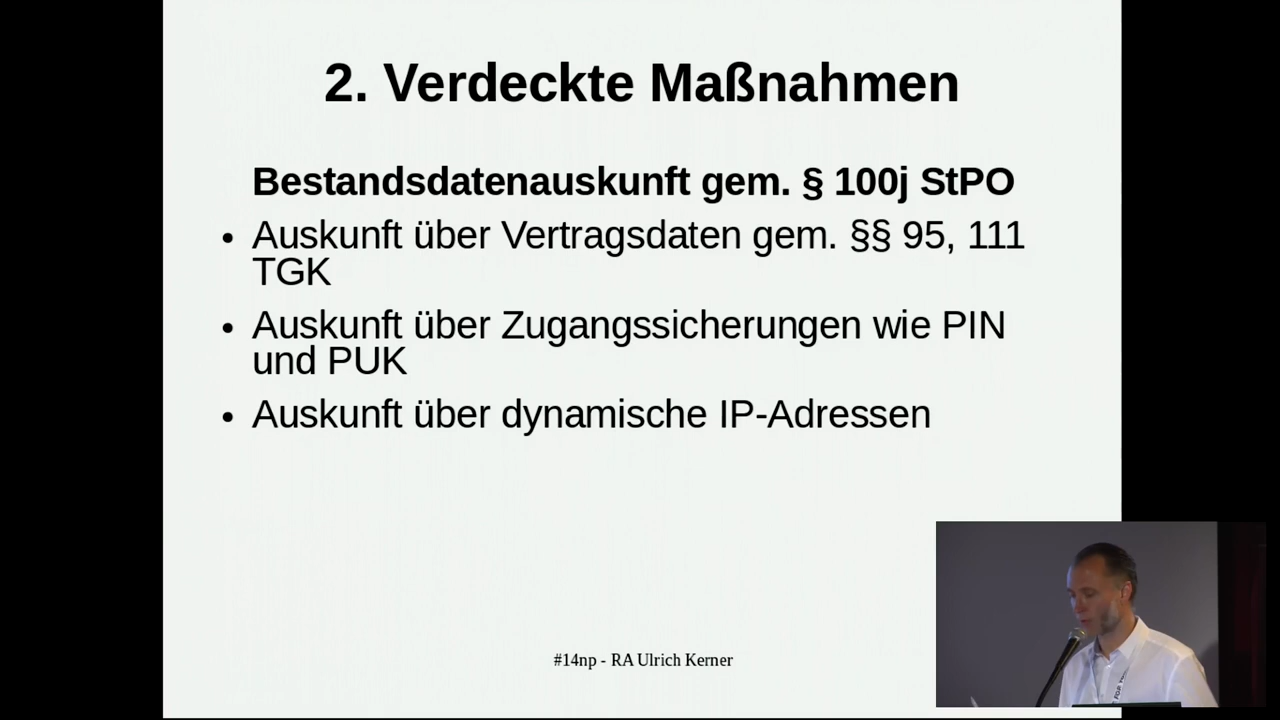 2. Verdeckte Maßnahmen
Bestandsdatenauskunft gem. § 100j StPO
• Auskunft über Vertragsdaten gem. §§ 95, 111
TGK
• Auskunft über Zugangssicherungen wie PIN
und PUK
• Auskunft über dynamische IP-Adressen
#14np - RA Ulrich Kerner